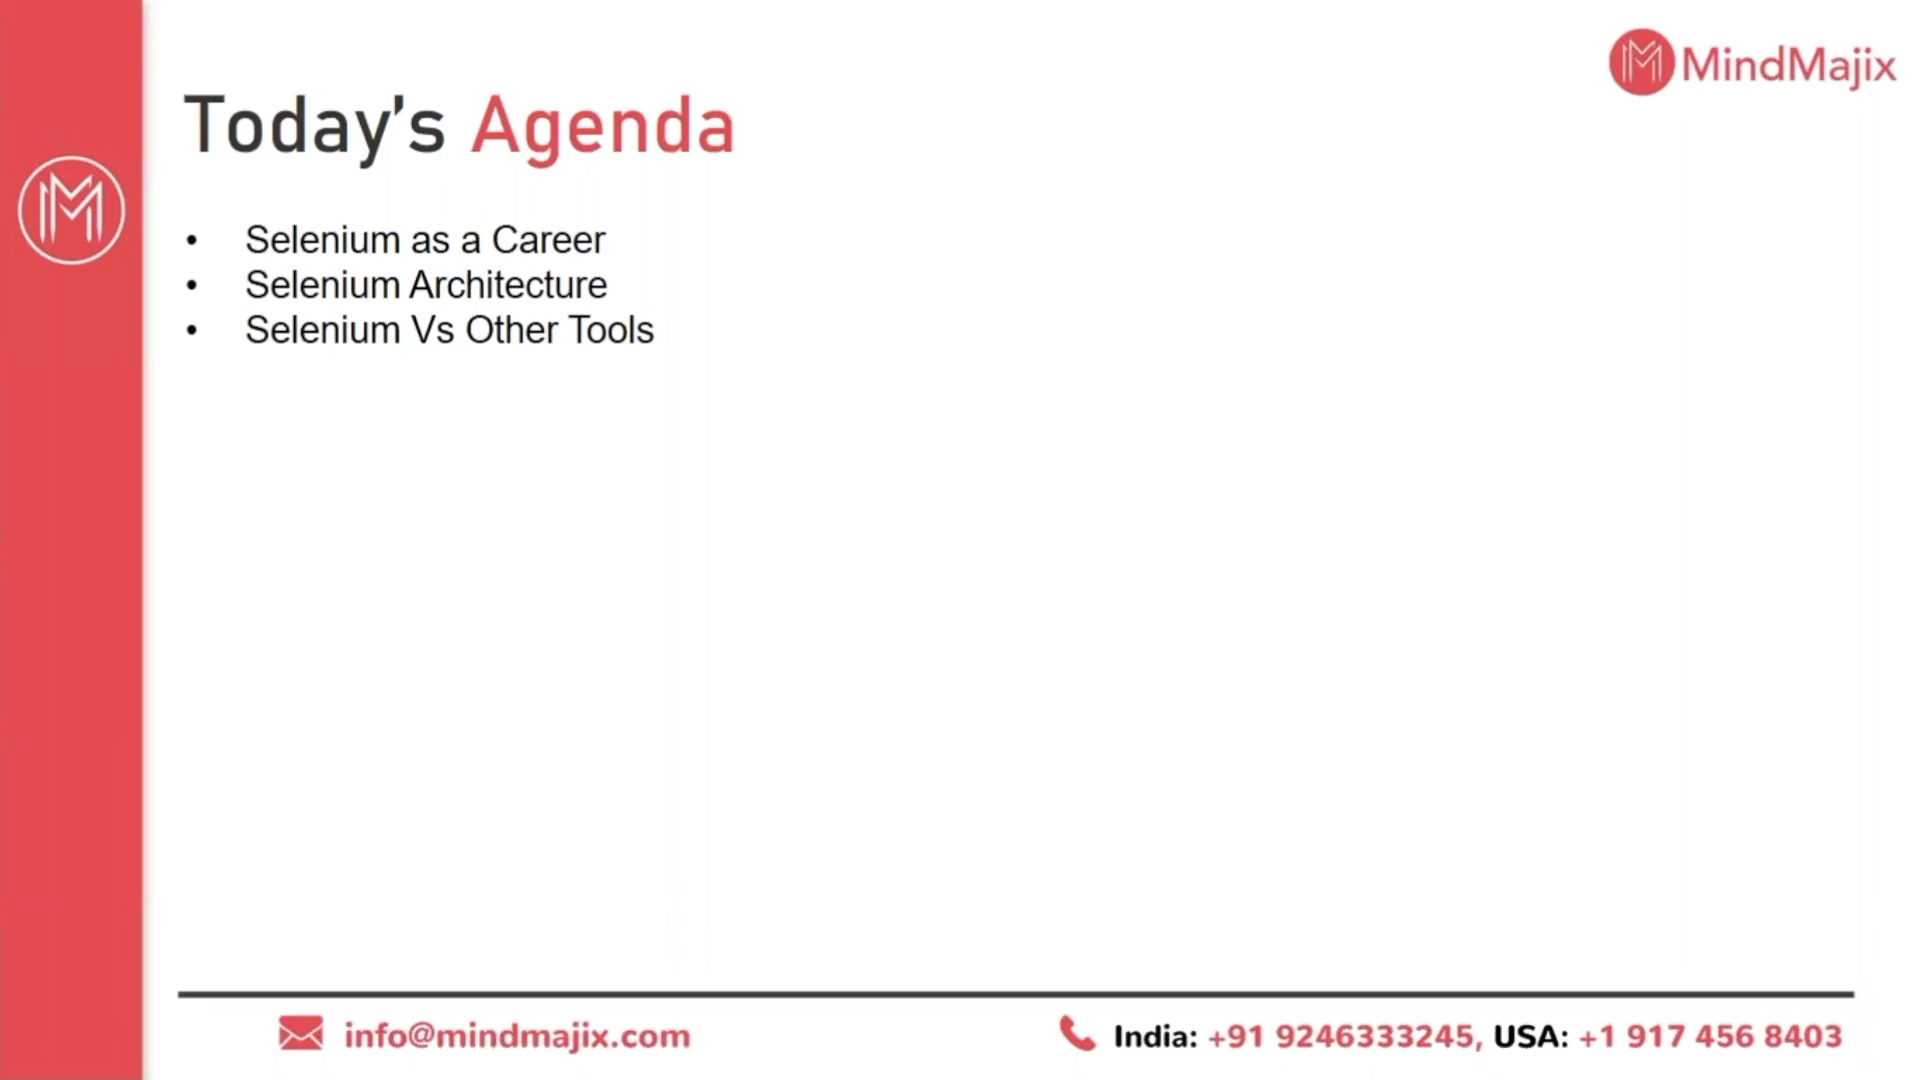 MindMajix
Today's Agenda
• Selenium as a Career
• Selenium Architecture
• Selenium Vs Other Tools
info@mindmajix.com
India: +91 9246333245, USA: +1 917 456 8403